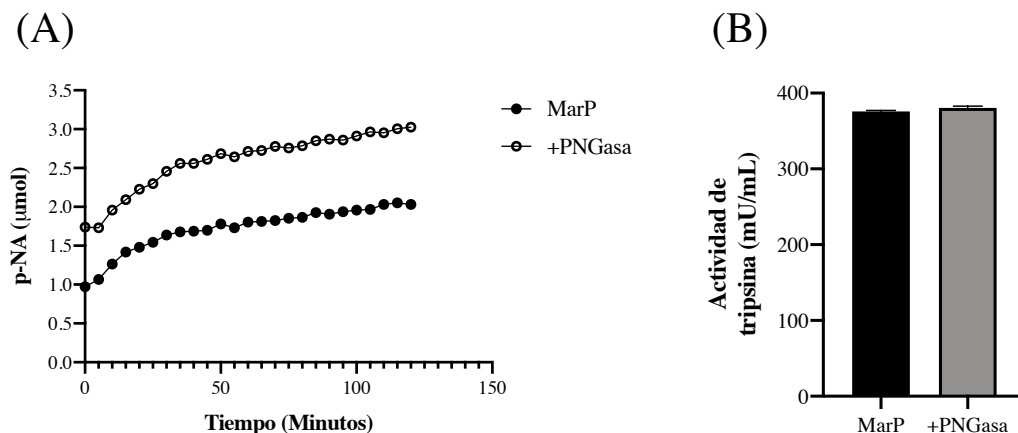 (A)
p-NA (µmol)
3.5
3.0
2.5
2.0
1.5
1.0
0.5
0.0
0
50
100
150
Tiempo (Minutos)
MarP
+PNGasa
(B)
Actividad de
tripsina (mU/mL)
400
300
200
100
0
MarP
+PNGasa